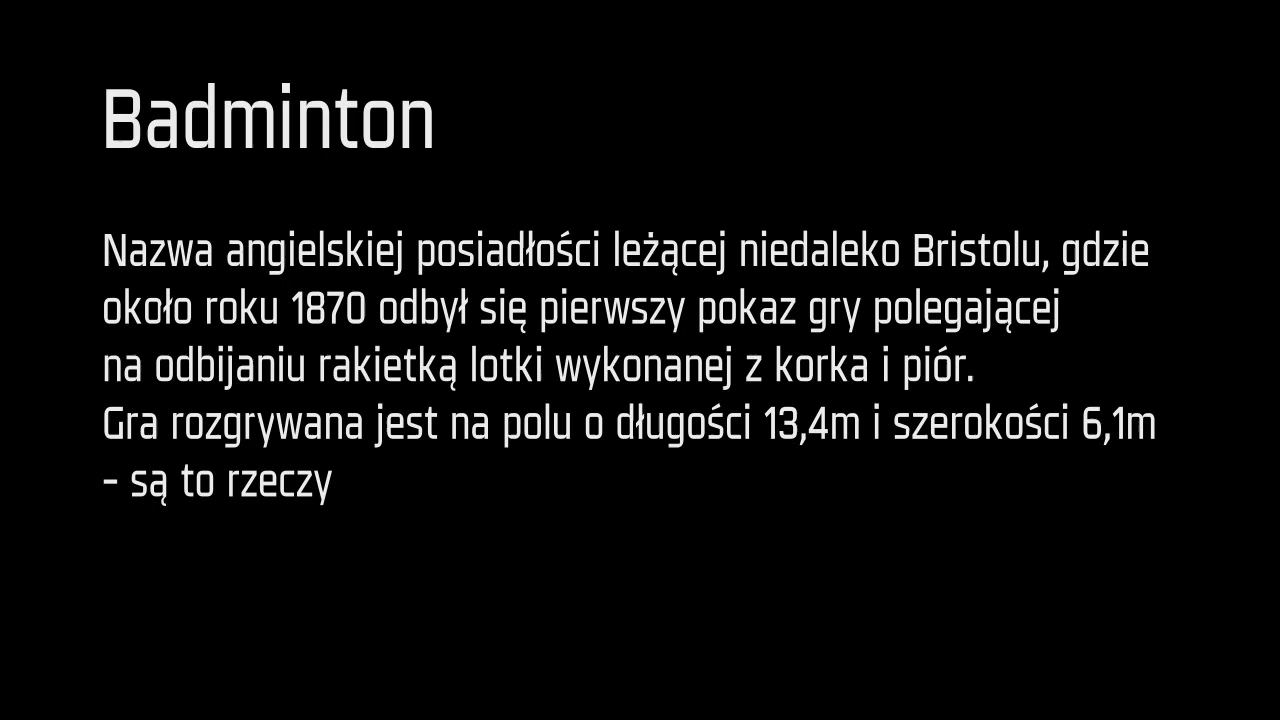 Badminton
Nazwa angielskiej posiadłości leżącej niedaleko Bristolu, gdzie
około roku 1870 odbył się pierwszy pokaz gry polegającej
na odbijaniu rakietką lotki wykonanej z korka i piór.
Gra rozgrywana jest na polu o długości 13,4m i szerokości 6,1m
– są to rzeczy